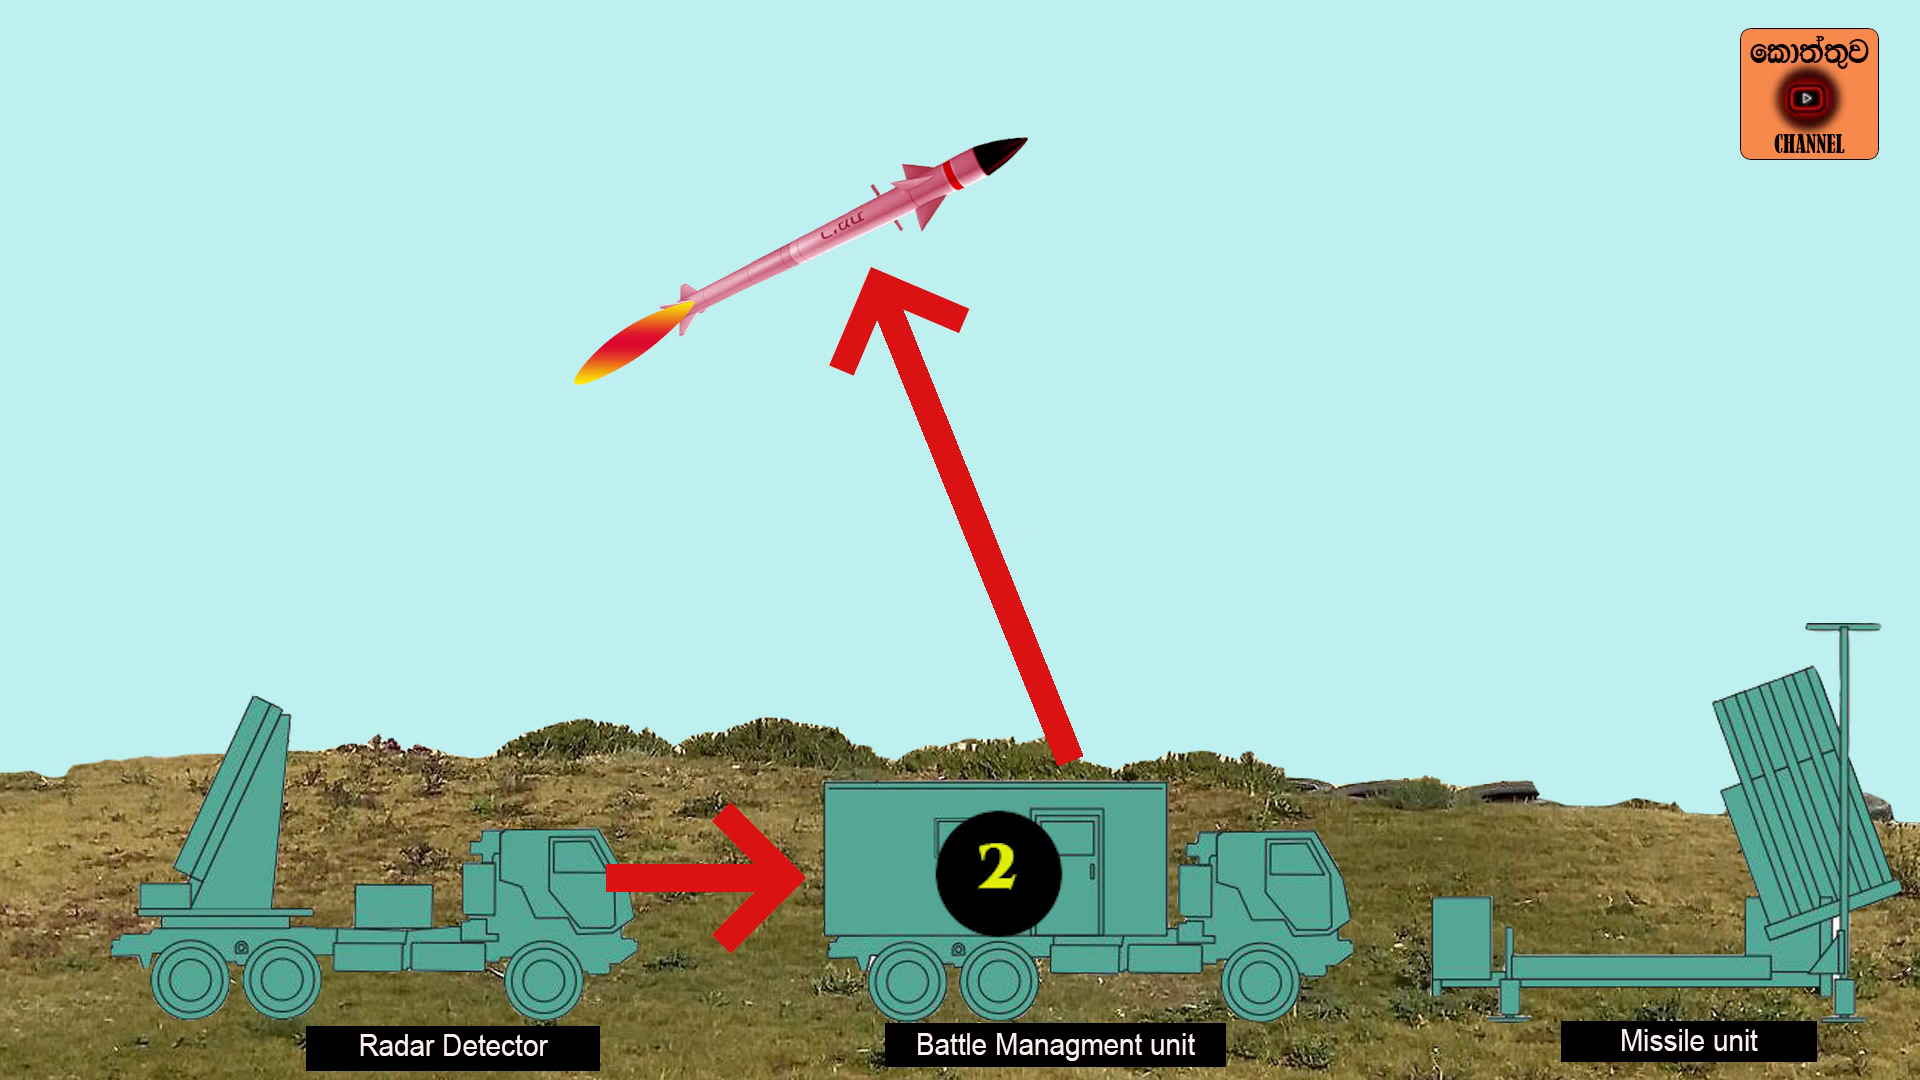 කොත්තුව
CHANNEL
2
Radar Detector
Battle Managment unit
Missile unit